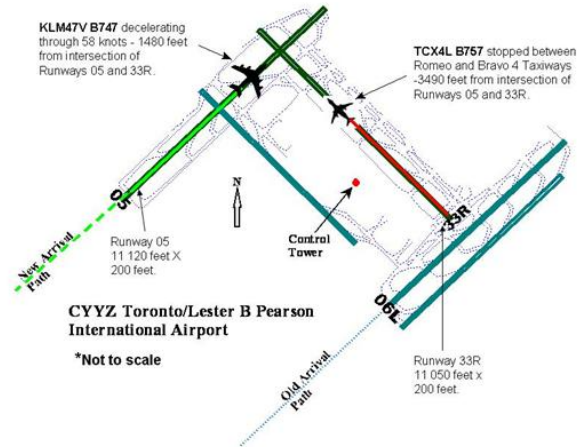 KLM47V B747 decelerating
through 58 knots - 1480 feet
from intersection of
Runways 05 and 33R.
TCX4L B757 stopped between
Romeo and Bravo 4 Taxiways
-3490 feet from intersection of
Runways 05 and 33R.
05
N
33R
Control
Tower
Runway 05
11 120 feet X
200 feet.
New Arrival
Path
06L
CYYZ Toronto/Lester B Pearson
International Airport
*Not to scale
Runway 33R
11 050 feet x
200 feet.
Old Arrival
Path